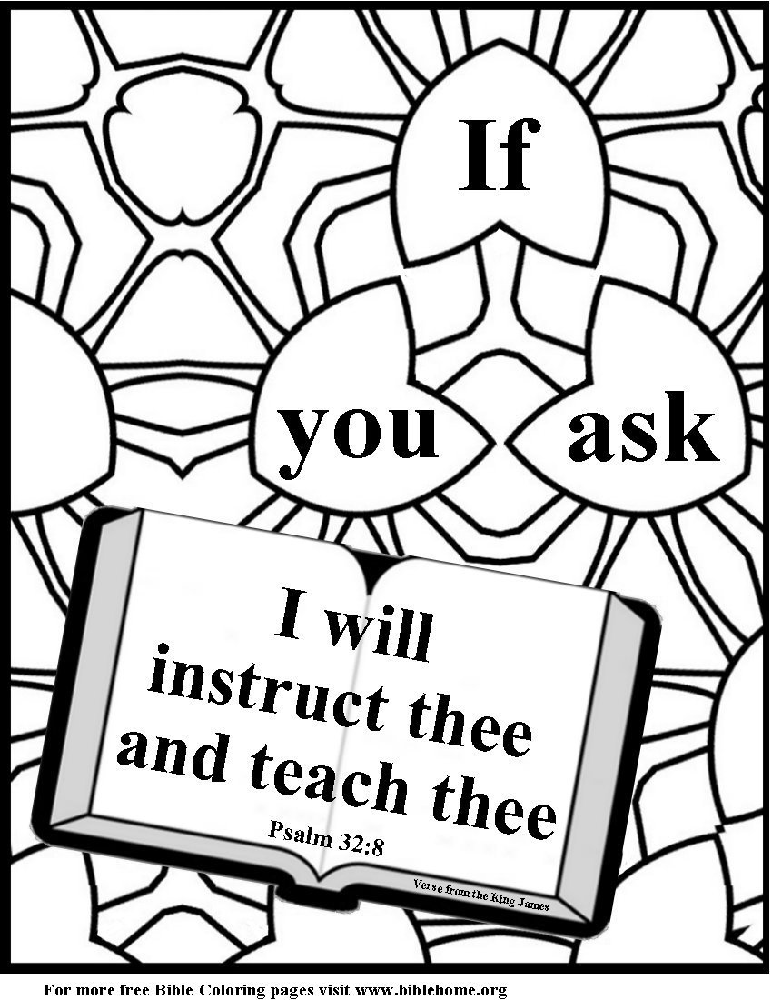 If
you ask
I will
instruct thee
and teach thee
Psalm 32:8
Verse from the King James
For more free Bible Coloring pages visit www.biblehome.org